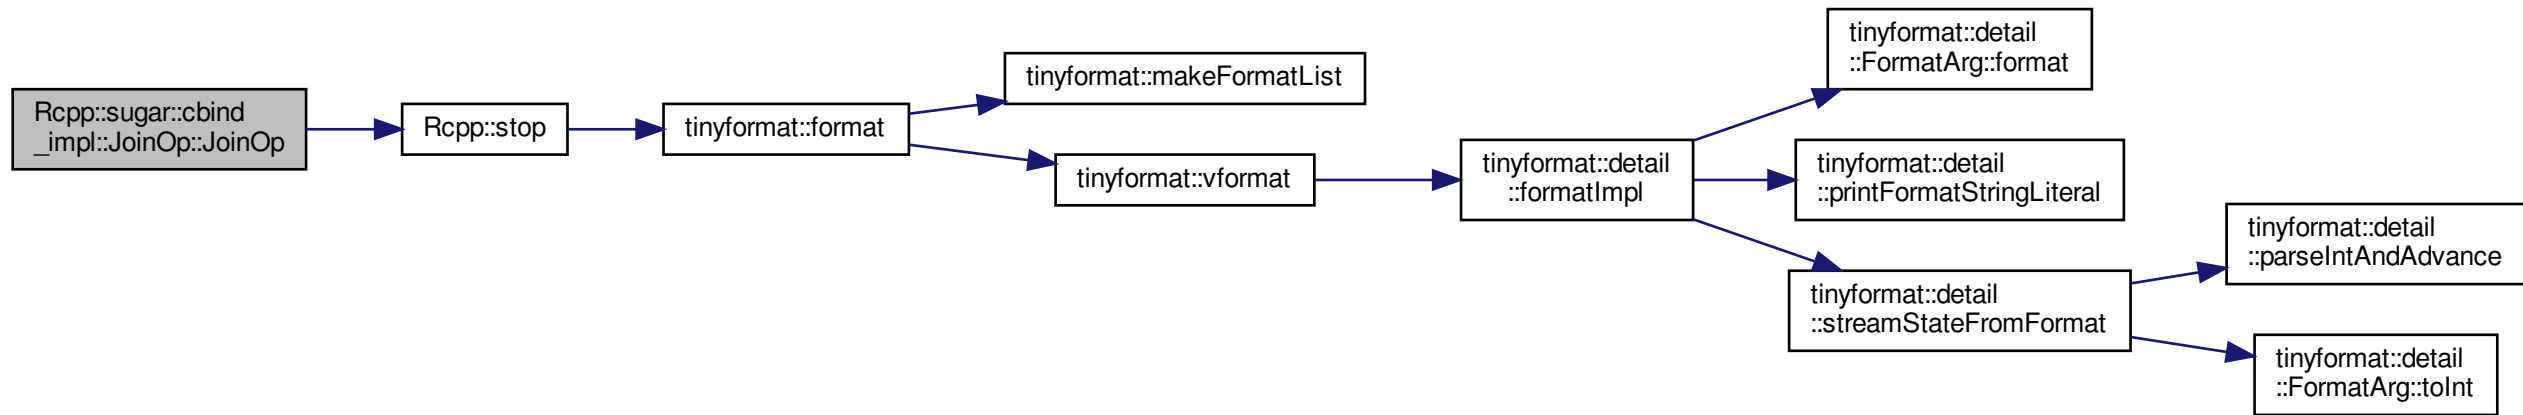 Rcpp::sugar::cbind
_impl::JoinOp::JoinOp
Rcpp::stop
tinyformat::format
tinyformat::makeFormatList
tinyformat::vformat
tinyformat::detail
::formatImpl
tinyformat::detail
::FormatArg::format
tinyformat::detail
::printFormatStringLiteral
tinyformat::detail
::streamStateFromFormat
tinyformat::detail
::parseIntAndAdvance
tinyformat::detail
::FormatArg::toInt